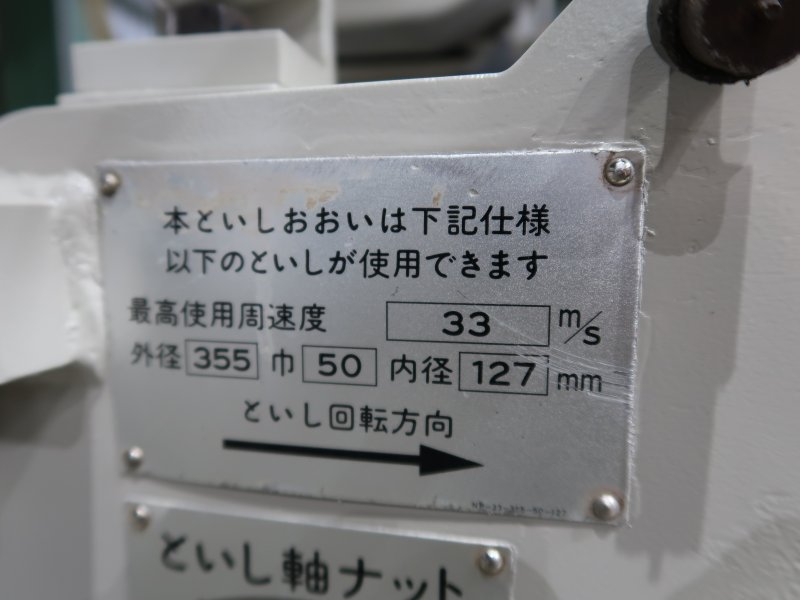 本といしおおいは下記仕様
以下のといしが使用できます
最高使用周速度 33 m/s
外径 355 巾 50 内径 127 mm
といし回転方向
といし軸ナット